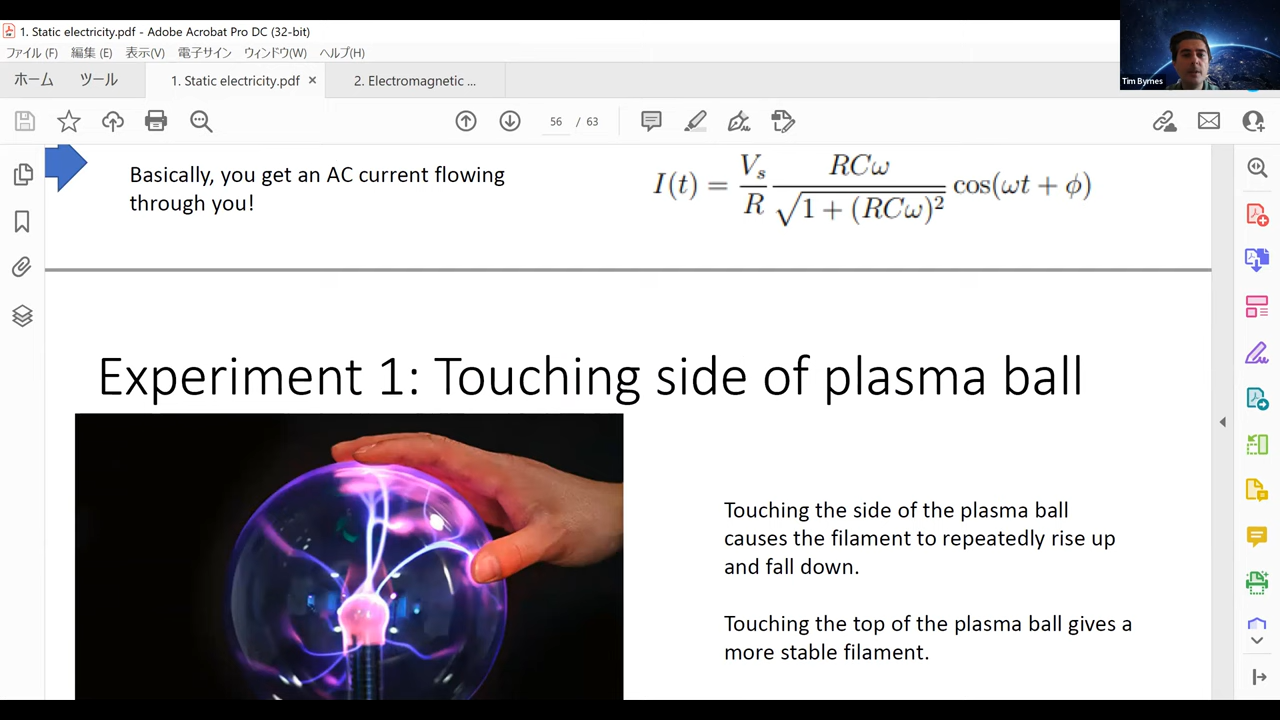 1. Static electricity.pdf - Adobe Acrobat Pro DC (32-bit)
ファイル(F) 編集(E) 表示(V) 電子サイン ウィンドウ(W) ヘルプ(H)
Tim Byrnes
ホーム ツール 1. Static electricity.pdf × 2. Electromagnetic ...
56 / 63
Basically, you get an AC current flowing
through you!
I(t) = V_s/R RCω/√(1 + (RCω)²) cos(ωt + ϕ)
Experiment 1: Touching side of plasma ball
Touching the side of the plasma ball
causes the filament to repeatedly rise up
and fall down.
Touching the top of the plasma ball gives a
more stable filament.